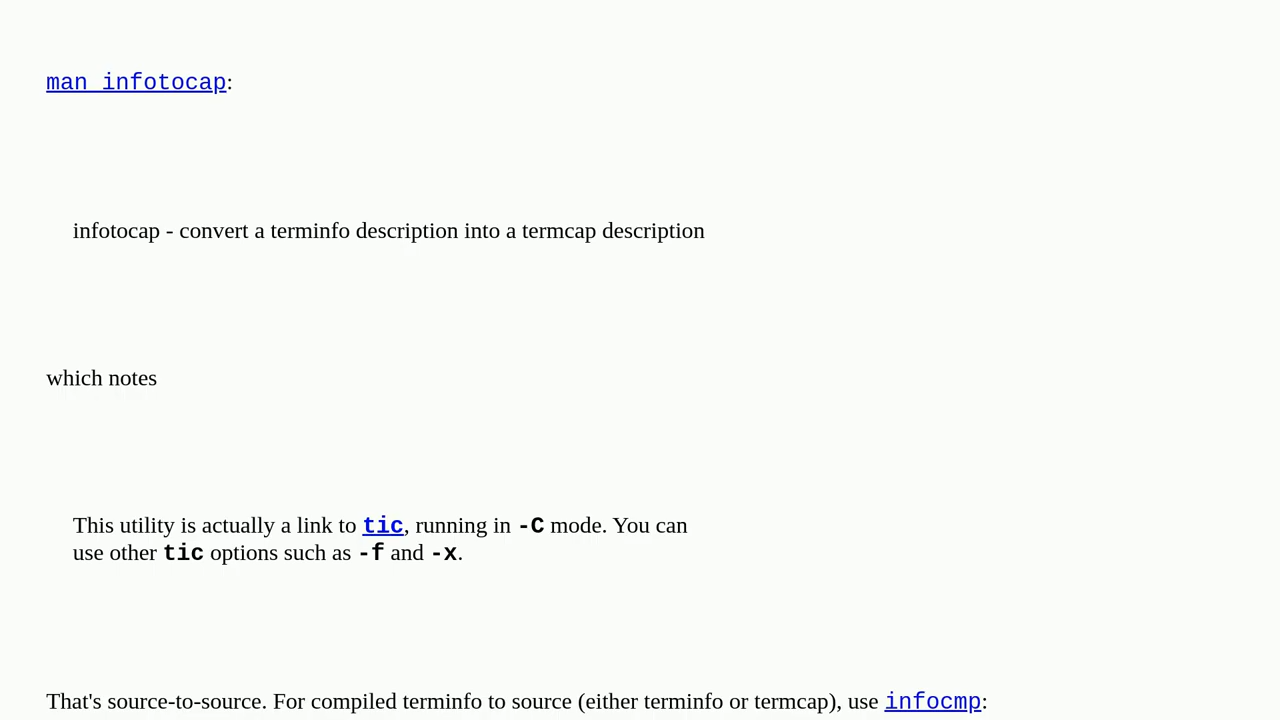 man infotocap:
infotocap - convert a terminfo description into a termcap description
which notes
This utility is actually a link to tic, running in -C mode. You can
use other tic options such as -f and -x.
That's source-to-source. For compiled terminfo to source (either terminfo or termcap), use infocmp: